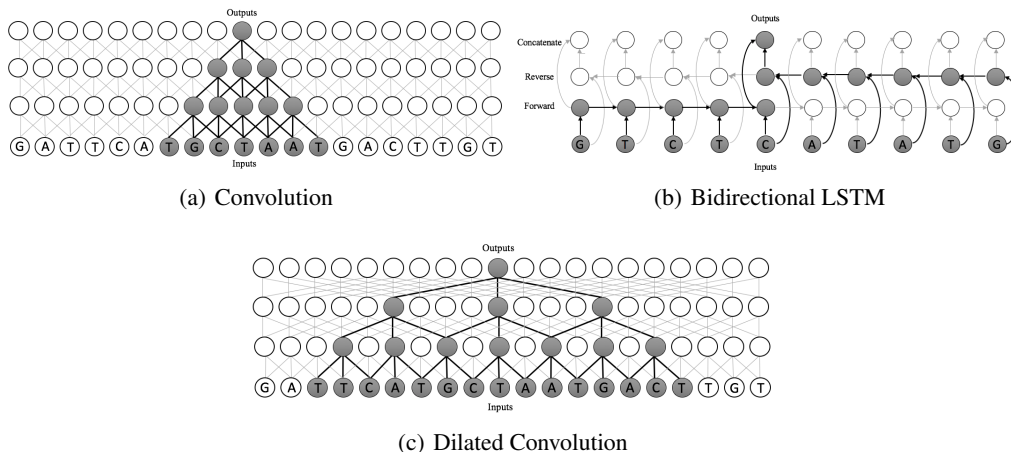 Outputs
G A T T C A T G C T A A T G A C T T G T
Inputs
(a) Convolution
Outputs
Concatenate
Reverse
Forward
G T C T C A T A T G
Inputs
(b) Bidirectional LSTM
Outputs
G A T T C A T G C T A A T G A C T T G T
Inputs
(c) Dilated Convolution